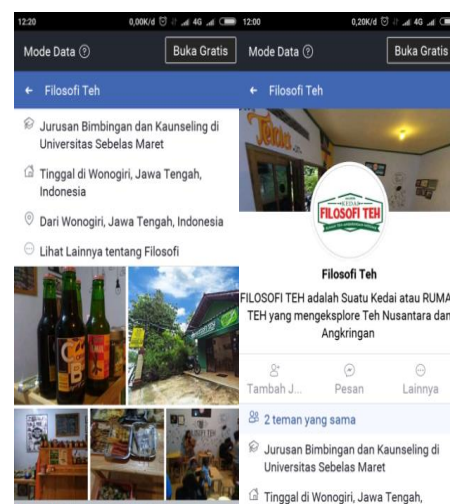 12:20
0,00K/d
4G
Mode Data
Buka Gratis
Filosofi Teh
Jurusan Bimbingan dan Kaunseling di
Universitas Sebelas Maret
Tinggal di Wonogiri, Jawa Tengah,
Indonesia
Dari Wonogiri, Jawa Tengah, Indonesia
Lihat Lainnya tentang Filosofi
12:00
0,20K/d
4G
Mode Data
Buka Gratis
Filosofi Teh
KEDAI
FILOSOFI TEH
Filosofi Teh
FILOSOFI TEH adalah Suatu Kedai atau RUMA
TEH yang mengeksplore Teh Nusantara dan
Angkringan
Tambah J...
Pesan
Lainnya
2 teman yang sama
Jurusan Bimbingan dan Kaunseling di
Universitas Sebelas Maret
Tinggal di Wonogiri, Jawa Tengah,